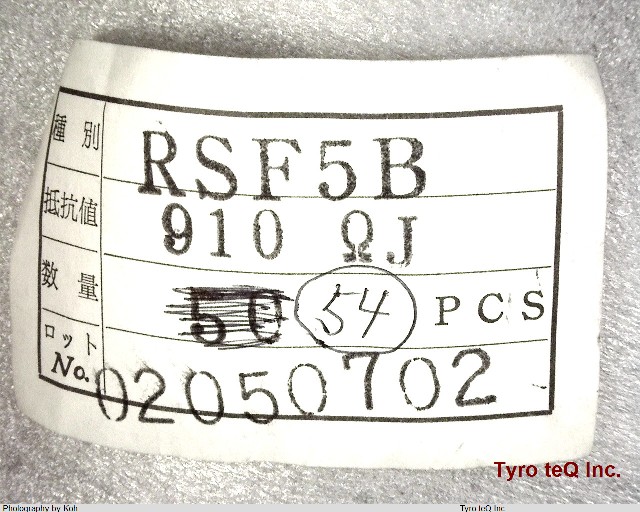 種別 RSF5B
抵抗値 910 ΩJ
数量 50 54 PCS
ロット
No. 02050702
Tyro teQ Inc.
Photography by Koh Tyro teQ Inc